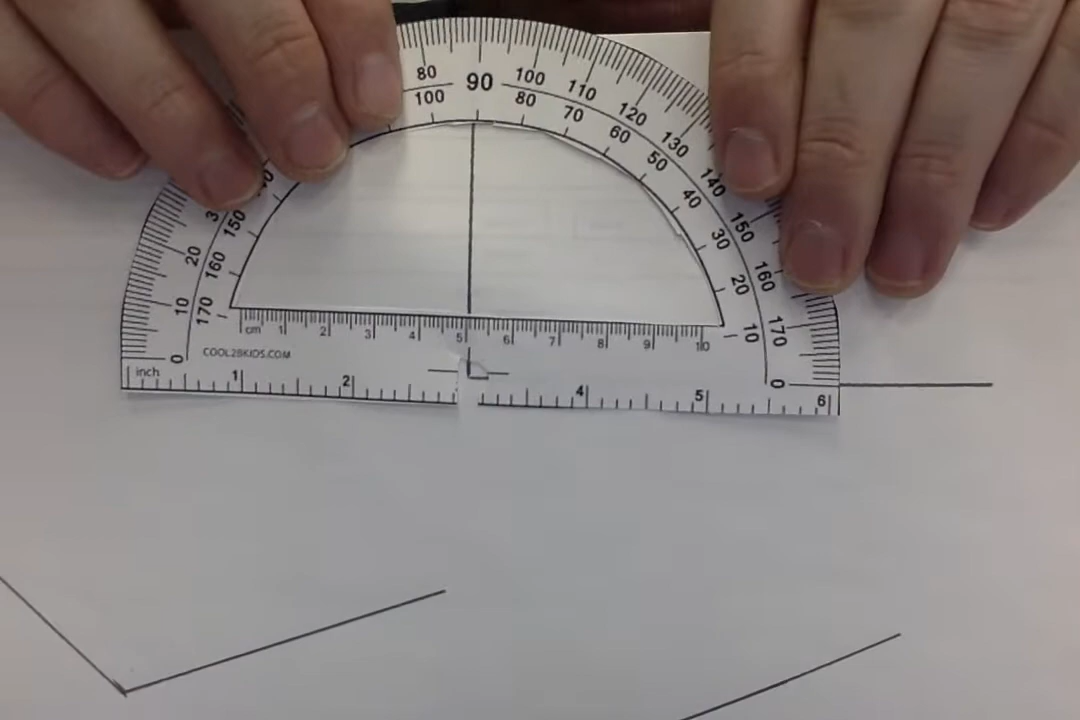 80 90 100 110 120 130 140 150 160 170 0
100 80 70 60 50 40 30 20 10
20 10 0
150 160 170
cm 1 2 3 4 5 6 7 8 9 10
COOL2BKIDS.COM
inch 1 2 4 5 6